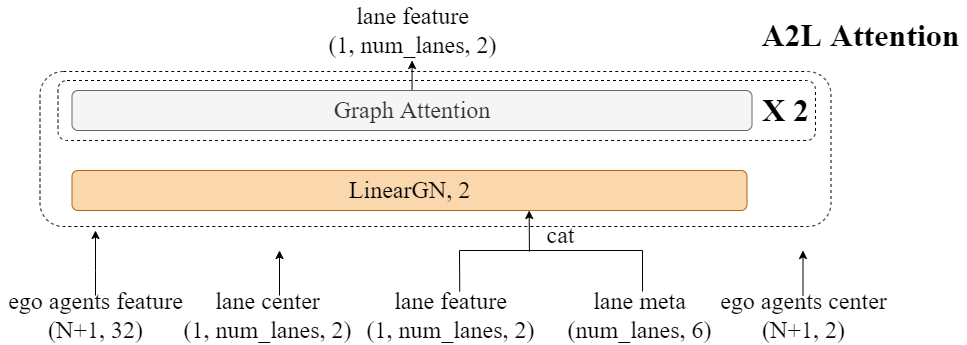 lane feature
(1, num_lanes, 2)
A2L Attention
Graph Attention
X 2
LinearGN, 2
cat
ego agents feature
(N+1, 32)
lane center
(1, num_lanes, 2)
lane feature
(1, num_lanes, 2)
lane meta
(num_lanes, 6)
ego agents center
(N+1, 2)